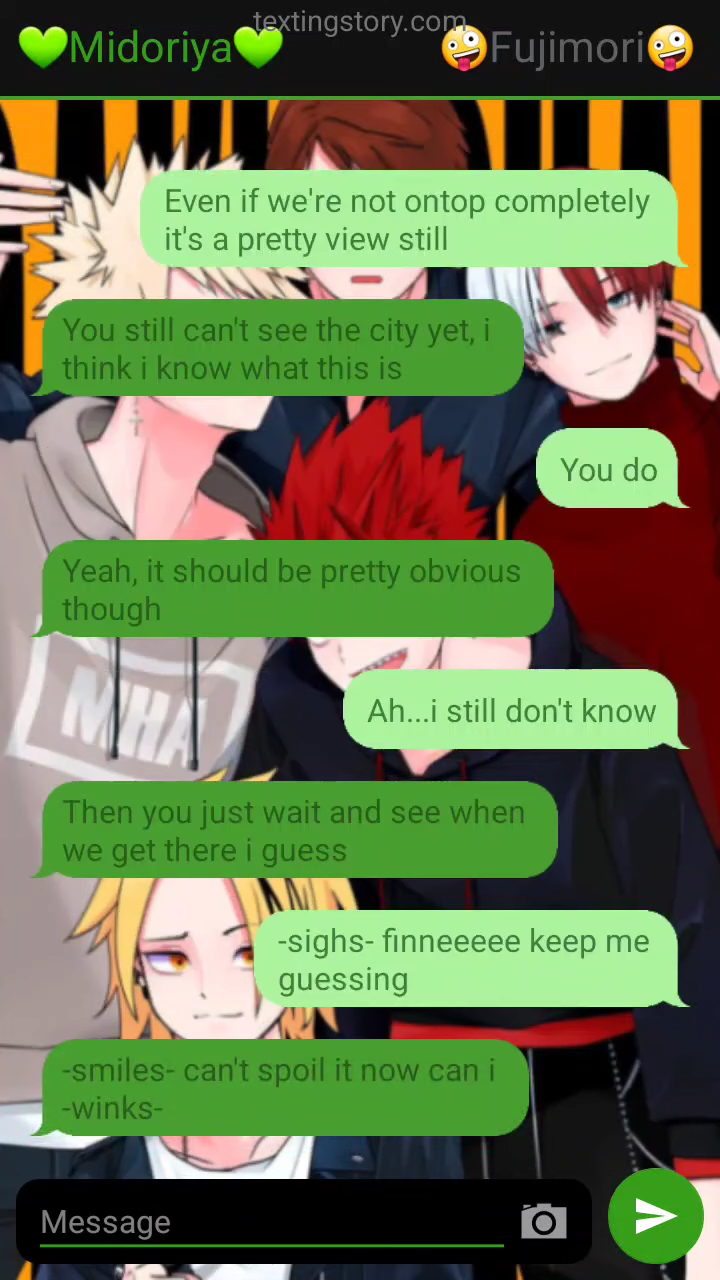 textingstory.com
💚Midoriya💚
🤪Fujimori🤪
Even if we're not ontop completely
it's a pretty view still
You still can't see the city yet, i
think i know what this is
You do
Yeah, it should be pretty obvious
though
MHA
Ah...i still don't know
Then you just wait and see when
we get there i guess
-sighs- finneeeee keep me
guessing
-smiles- can't spoil it now can i
-winks-
Message